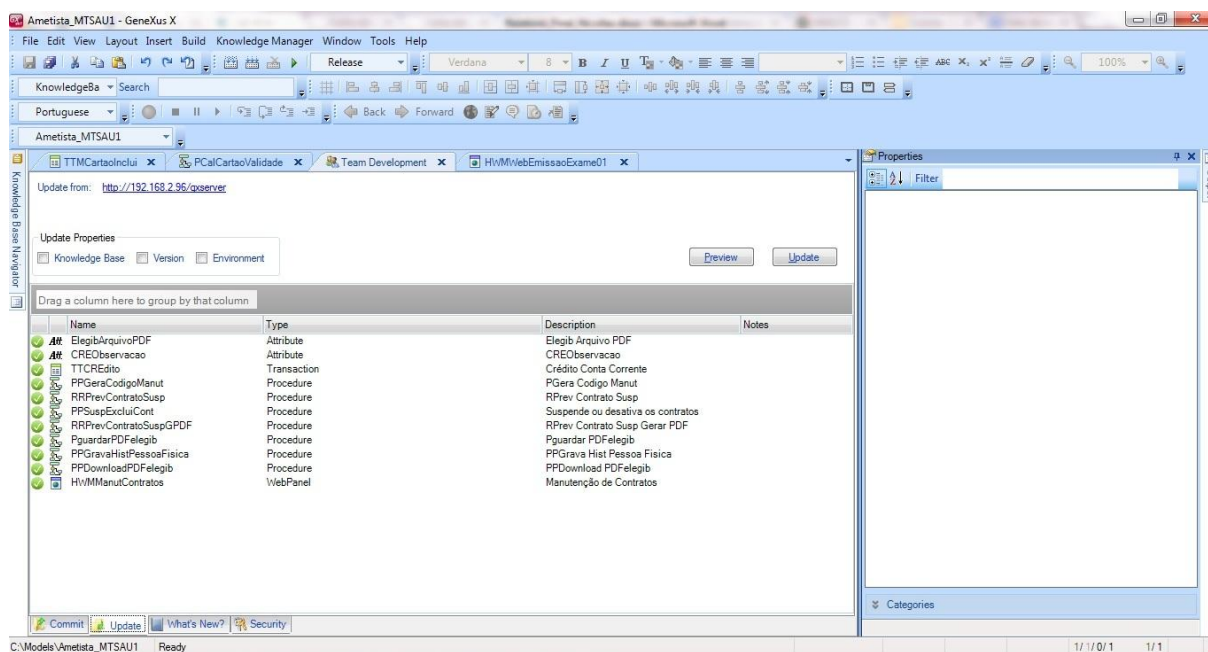 Ametista_MTSAU1 - GeneXus X
File Edit View Layout Insert Build Knowledge Manager Window Tools Help
Release Verdana 8 B I U ABC 100%
KnowledgeBa Search
Portuguese Back Forward
Ametista_MTSAU1
TTMCartaoInclui x PCalCartaoValidade x Team Development x HWMWebEmissaoExame01 x
Properties
Filter
Knowledge Base Navigator
Update from: http://192.168.2.96/gxserver
Update Properties
Knowledge Base Version Environment
Preview Update
Drag a column here to group by that column
Name Type Description Notes
Att ElegibArquivoPDF Attribute Elegib Arquivo PDF
Att CREObservacao Attribute CREObservacao
TTCREdito Transaction Crédito Conta Corrente
PPGeraCodigoManut Procedure PGera Codigo Manut
RRPrevContratoSusp Procedure RPrev Contrato Susp
PPSuspExcluiCont Procedure Suspende ou desativa os contratos
RRPrevContratoSuspGPDF Procedure RPrev Contrato Susp Gerar PDF
PguardarPDFelegib Procedure Pguardar PDFelegib
PPGravaHistPessoaFisica Procedure PPGrava Hist Pessoa Fisica
PPDownloadPDFelegib Procedure PPDownload PDFelegib
HWMManutContratos WebPanel Manutenção de Contratos
Categories
Commit Update What's New? Security
C:\Models\Ametista_MTSAU1 Ready 1/1/0/1 1/1